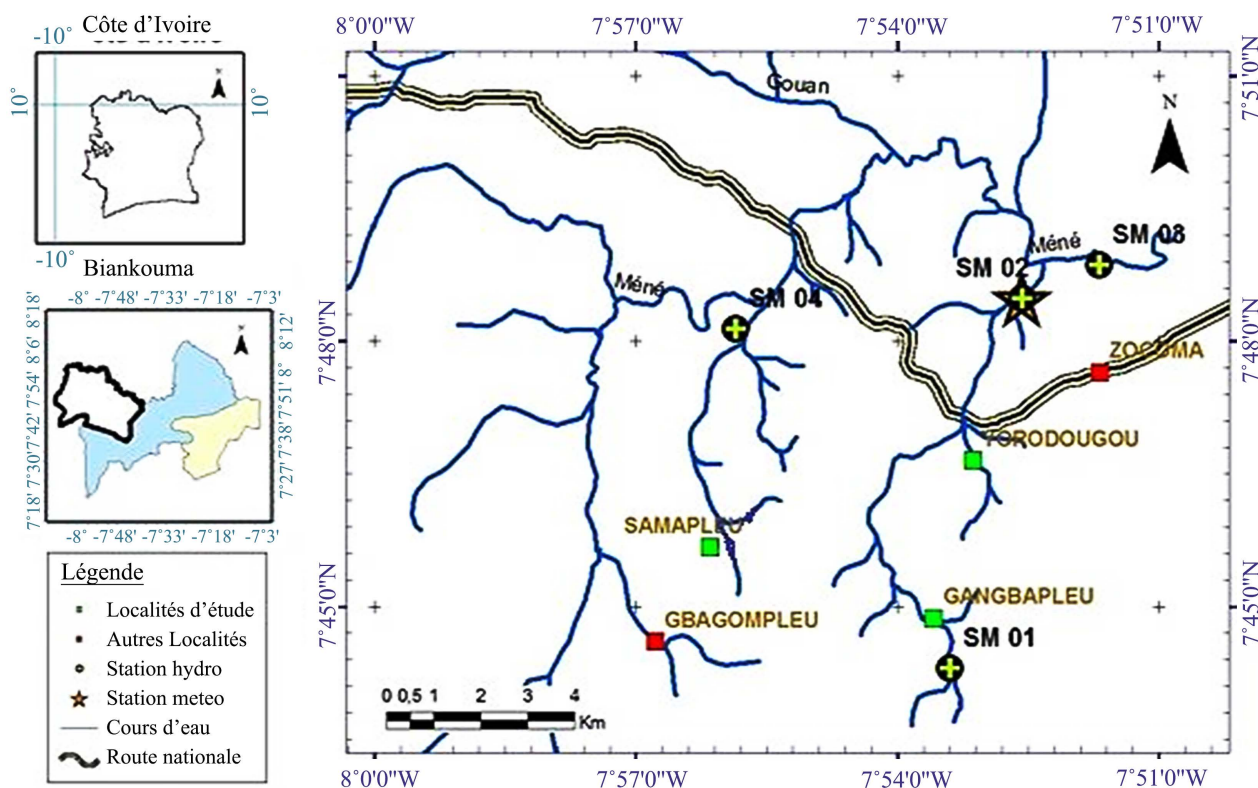 Côte d'Ivoire
-10°
10°
10°
-10°
Biankouma
-8° -7°48' -7°33' -7°18' -7°3'
7°18' 7°30'7°42' 7°54' 8°6' 8°18'
7°18' 7°27'7°38'7°51' 8° 8°12'
-8° -7°48' -7°33' -7°18' -7°3'
Légende
Localités d'étude
Autres Localités
Station hydro
Station meteo
Cours d'eau
Route nationale
8°0'0"W 7°57'0"W 7°54'0"W 7°51'0"W
7°51'0"N
Gouan
N
Méné
SM 03
SM 02
Méné
SM 04
7°48'0"N
7°48'0"N
TORODOUGOU
SAMAPLEU
GANGBAPLEU
7°45'0"N
7°45'0"N
GBAGOMPLEU
SM 01
0 0,5 1 2 3 4
Km
8°0'0"W 7°57'0"W 7°54'0"W 7°51'0"W